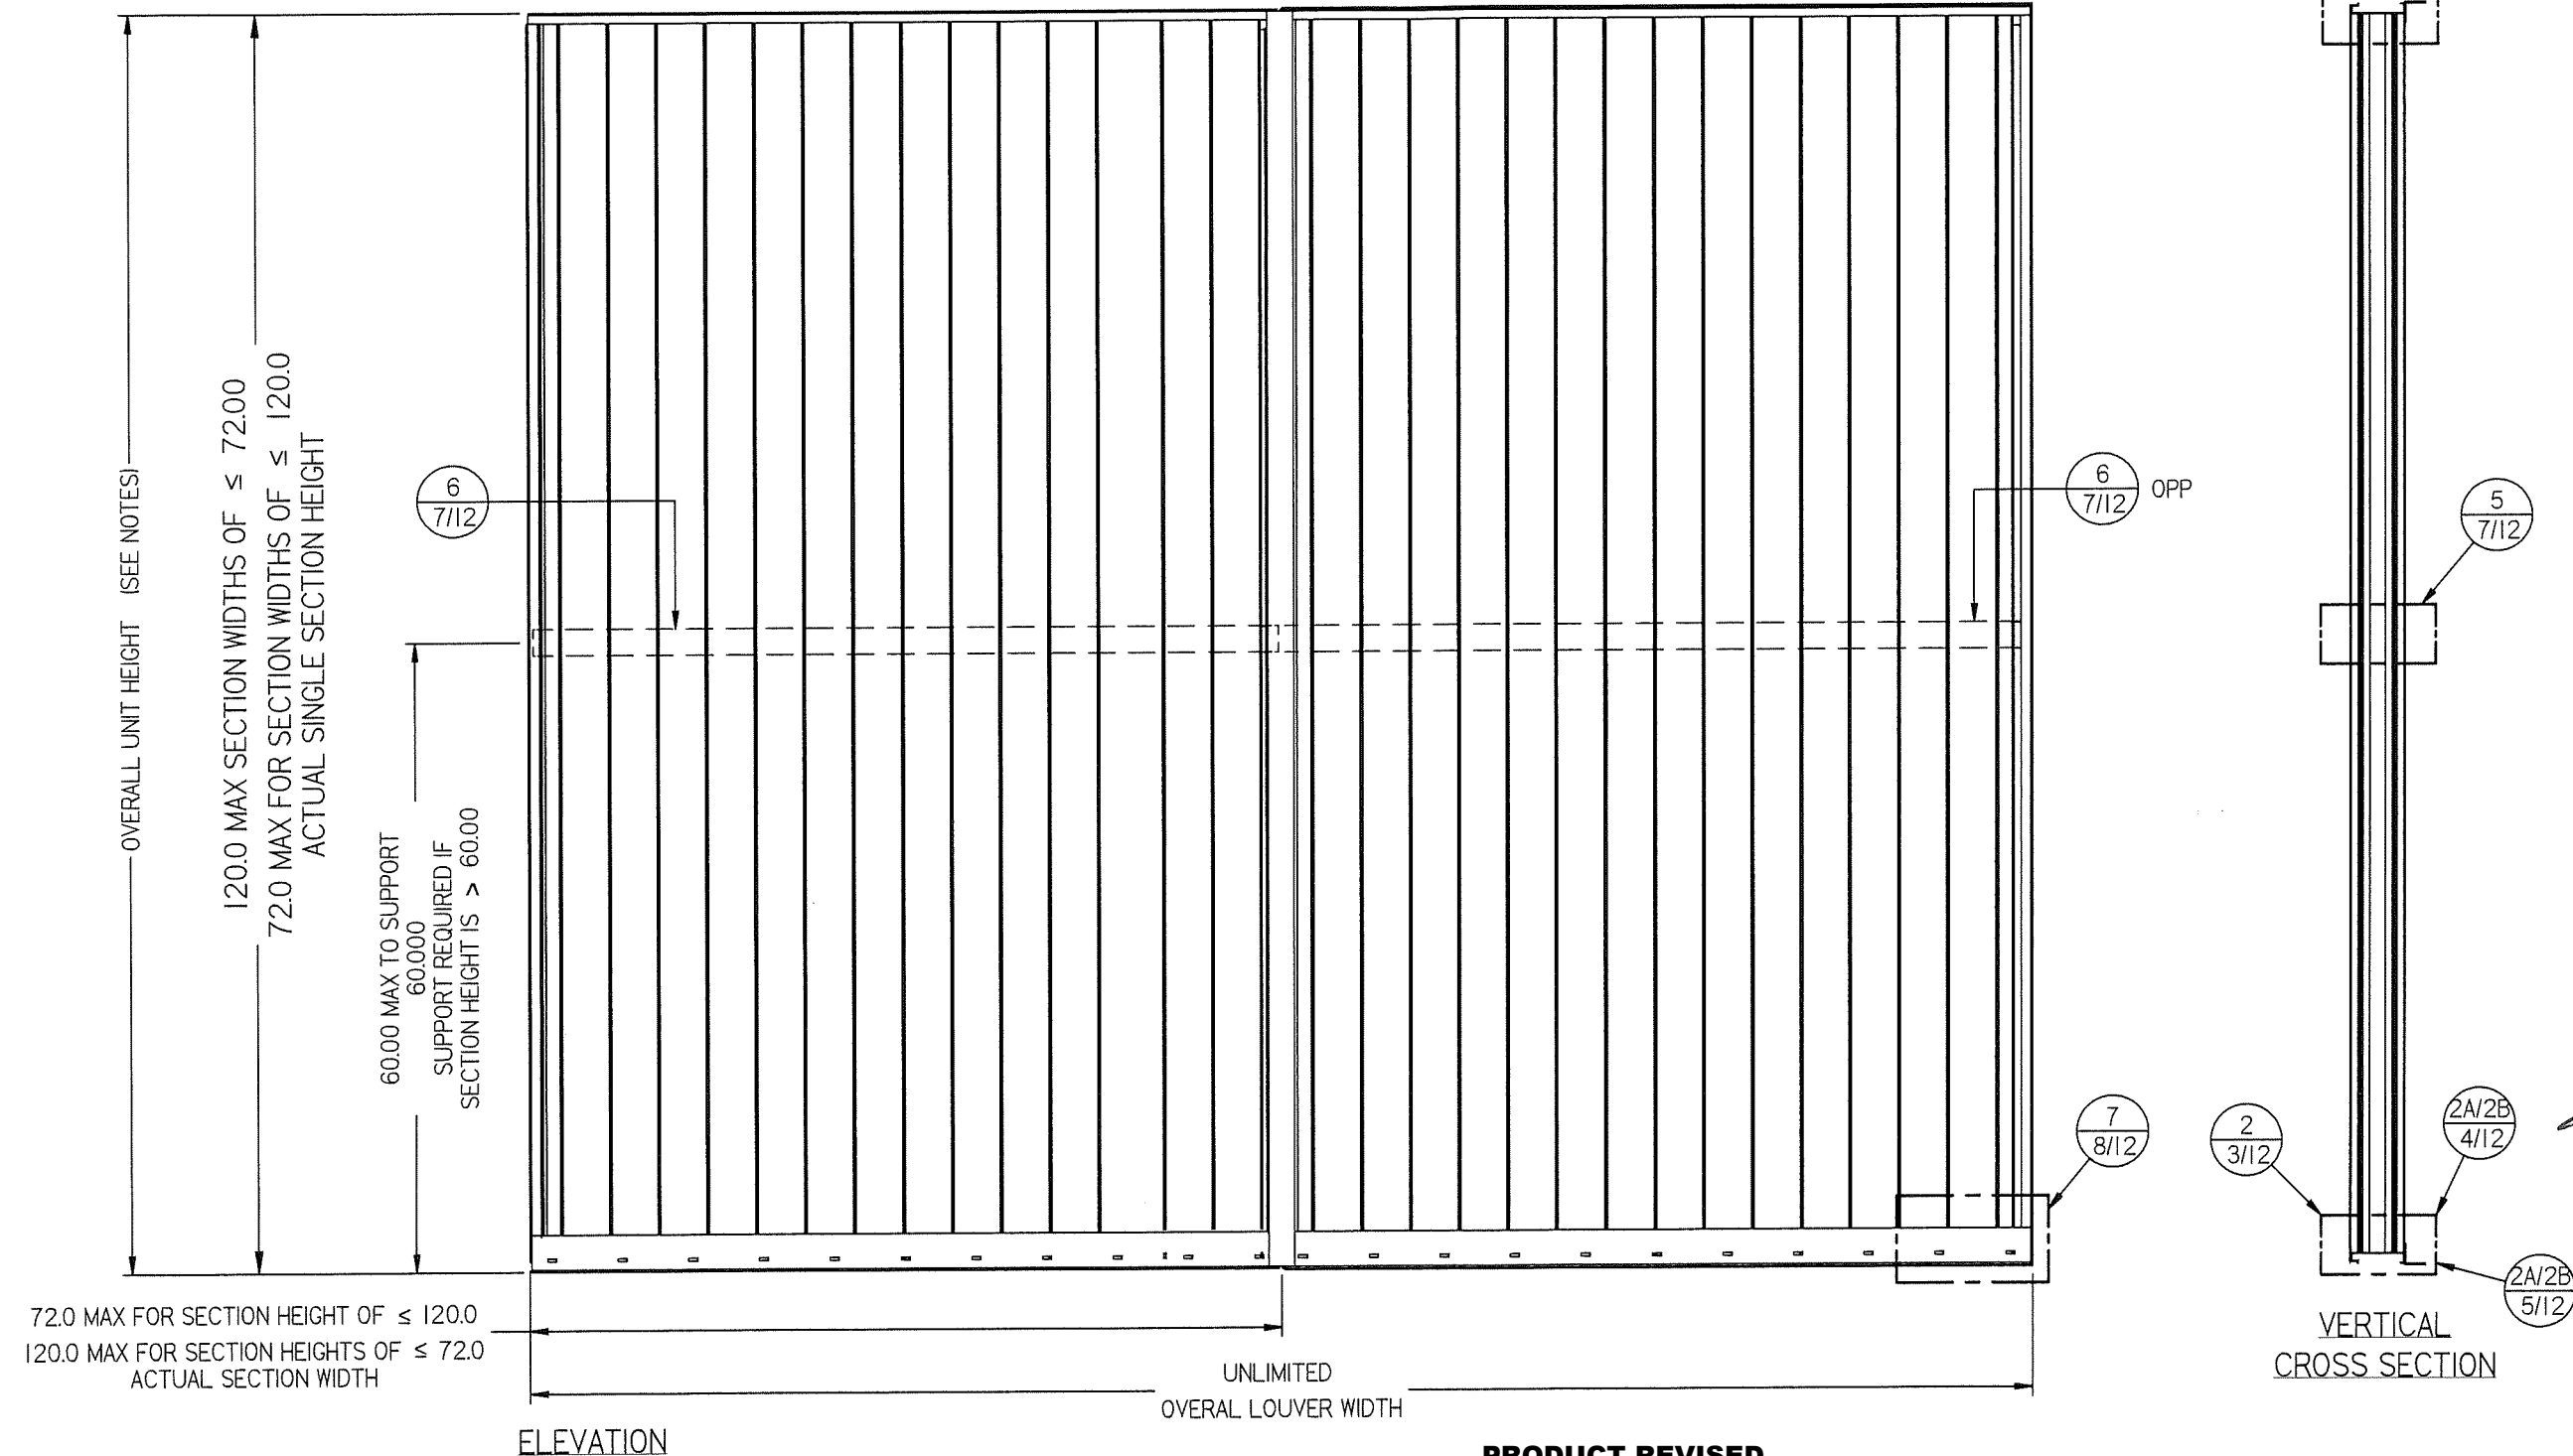 OVERALL UNIT HEIGHT (SEE NOTES)
120.0 MAX SECTION WIDTHS OF ≤ 72.00
72.0 MAX FOR SECTION WIDTHS OF ≤ 120.0
ACTUAL SINGLE SECTION HEIGHT
60.00 MAX TO SUPPORT
60.000
SUPPORT REQUIRED IF
SECTION HEIGHT IS > 60.00
6
7/12
6
7/12
OPP
5
7/12
7
8/12
2
3/12
2A/2B
4/12
2A/2B
5/12
72.0 MAX FOR SECTION HEIGHT OF ≤ 120.0
120.0 MAX FOR SECTION HEIGHTS OF ≤ 72.0
ACTUAL SECTION WIDTH
UNLIMITED
OVERAL LOUVER WIDTH
ELEVATION
VERTICAL
CROSS SECTION
PRODUCT REVISED